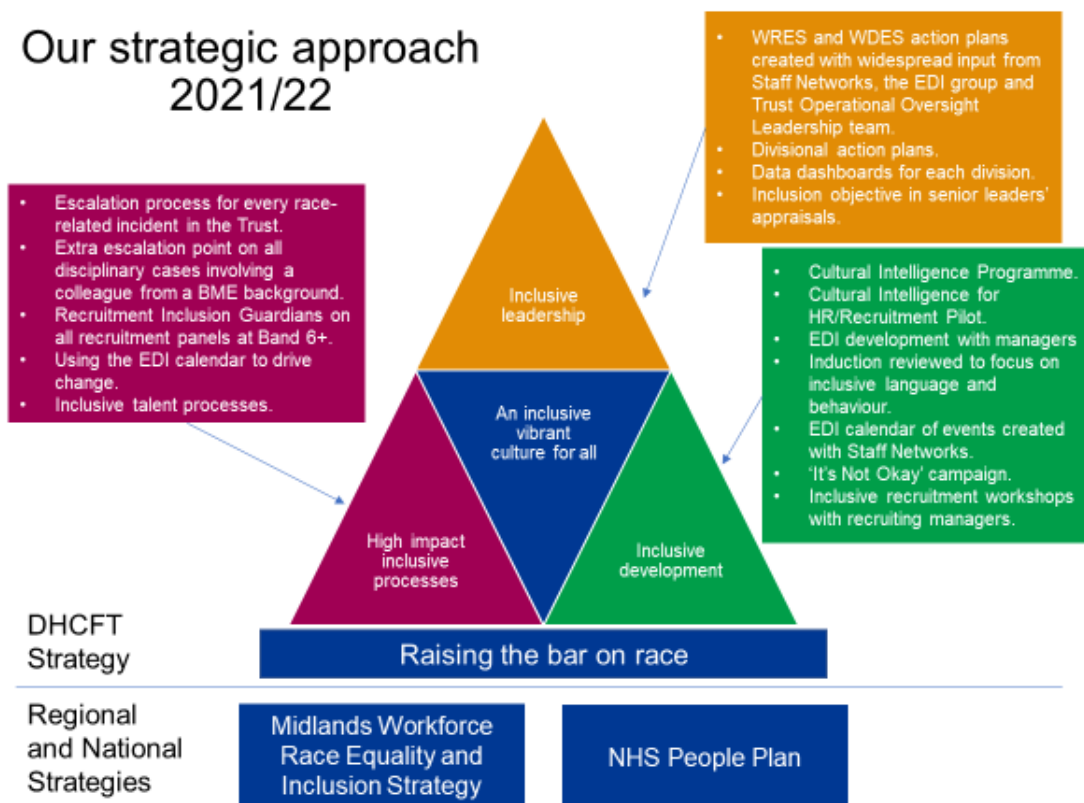 Our strategic approach
2021/22
• WRES and WDES action plans
created with widespread input from
Staff Networks, the EDI group and
Trust Operational Oversight
Leadership team.
• Divisional action plans.
• Data dashboards for each division.
• Inclusion objective in senior leaders'
appraisals.
• Escalation process for every race-
related incident in the Trust.
• Extra escalation point on all
disciplinary cases involving a
colleague from a BME background.
• Recruitment Inclusion Guardians on
all recruitment panels at Band 6+.
• Using the EDI calendar to drive
change.
• Inclusive talent processes.
• Cultural Intelligence Programme.
• Cultural Intelligence for
HR/Recruitment Pilot.
• EDI development with managers
• Induction reviewed to focus on
inclusive language and
behaviour.
• EDI calendar of events created
with Staff Networks.
• 'It's Not Okay' campaign.
• Inclusive recruitment workshops
with recruiting managers.
Inclusive
leadership
An inclusive
vibrant
culture for all
High impact
inclusive
processes
Inclusive
development
DHCFT
Strategy
Raising the bar on race
Regional
and National
Strategies
Midlands Workforce
Race Equality and
Inclusion Strategy
NHS People Plan